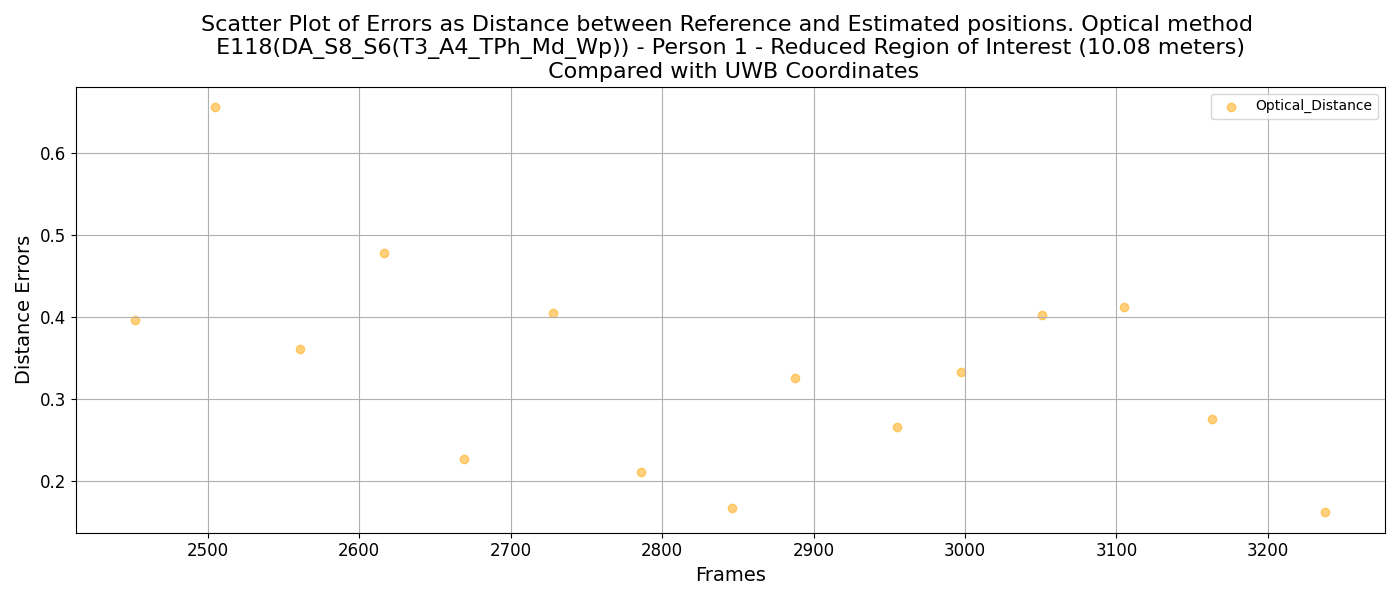 Scatter Plot of Errors as Distance between Reference and Estimated positions. Optical method
E118(DA_S8_S6(T3_A4_TPh_Md_Wp)) - Person 1 - Reduced Region of Interest (10.08 meters)
Compared with UWB Coordinates
Optical_Distance
Distance Errors
0.6
0.5
0.4
0.3
0.2
2500 2600 2700 2800 2900 3000 3100 3200
Frames